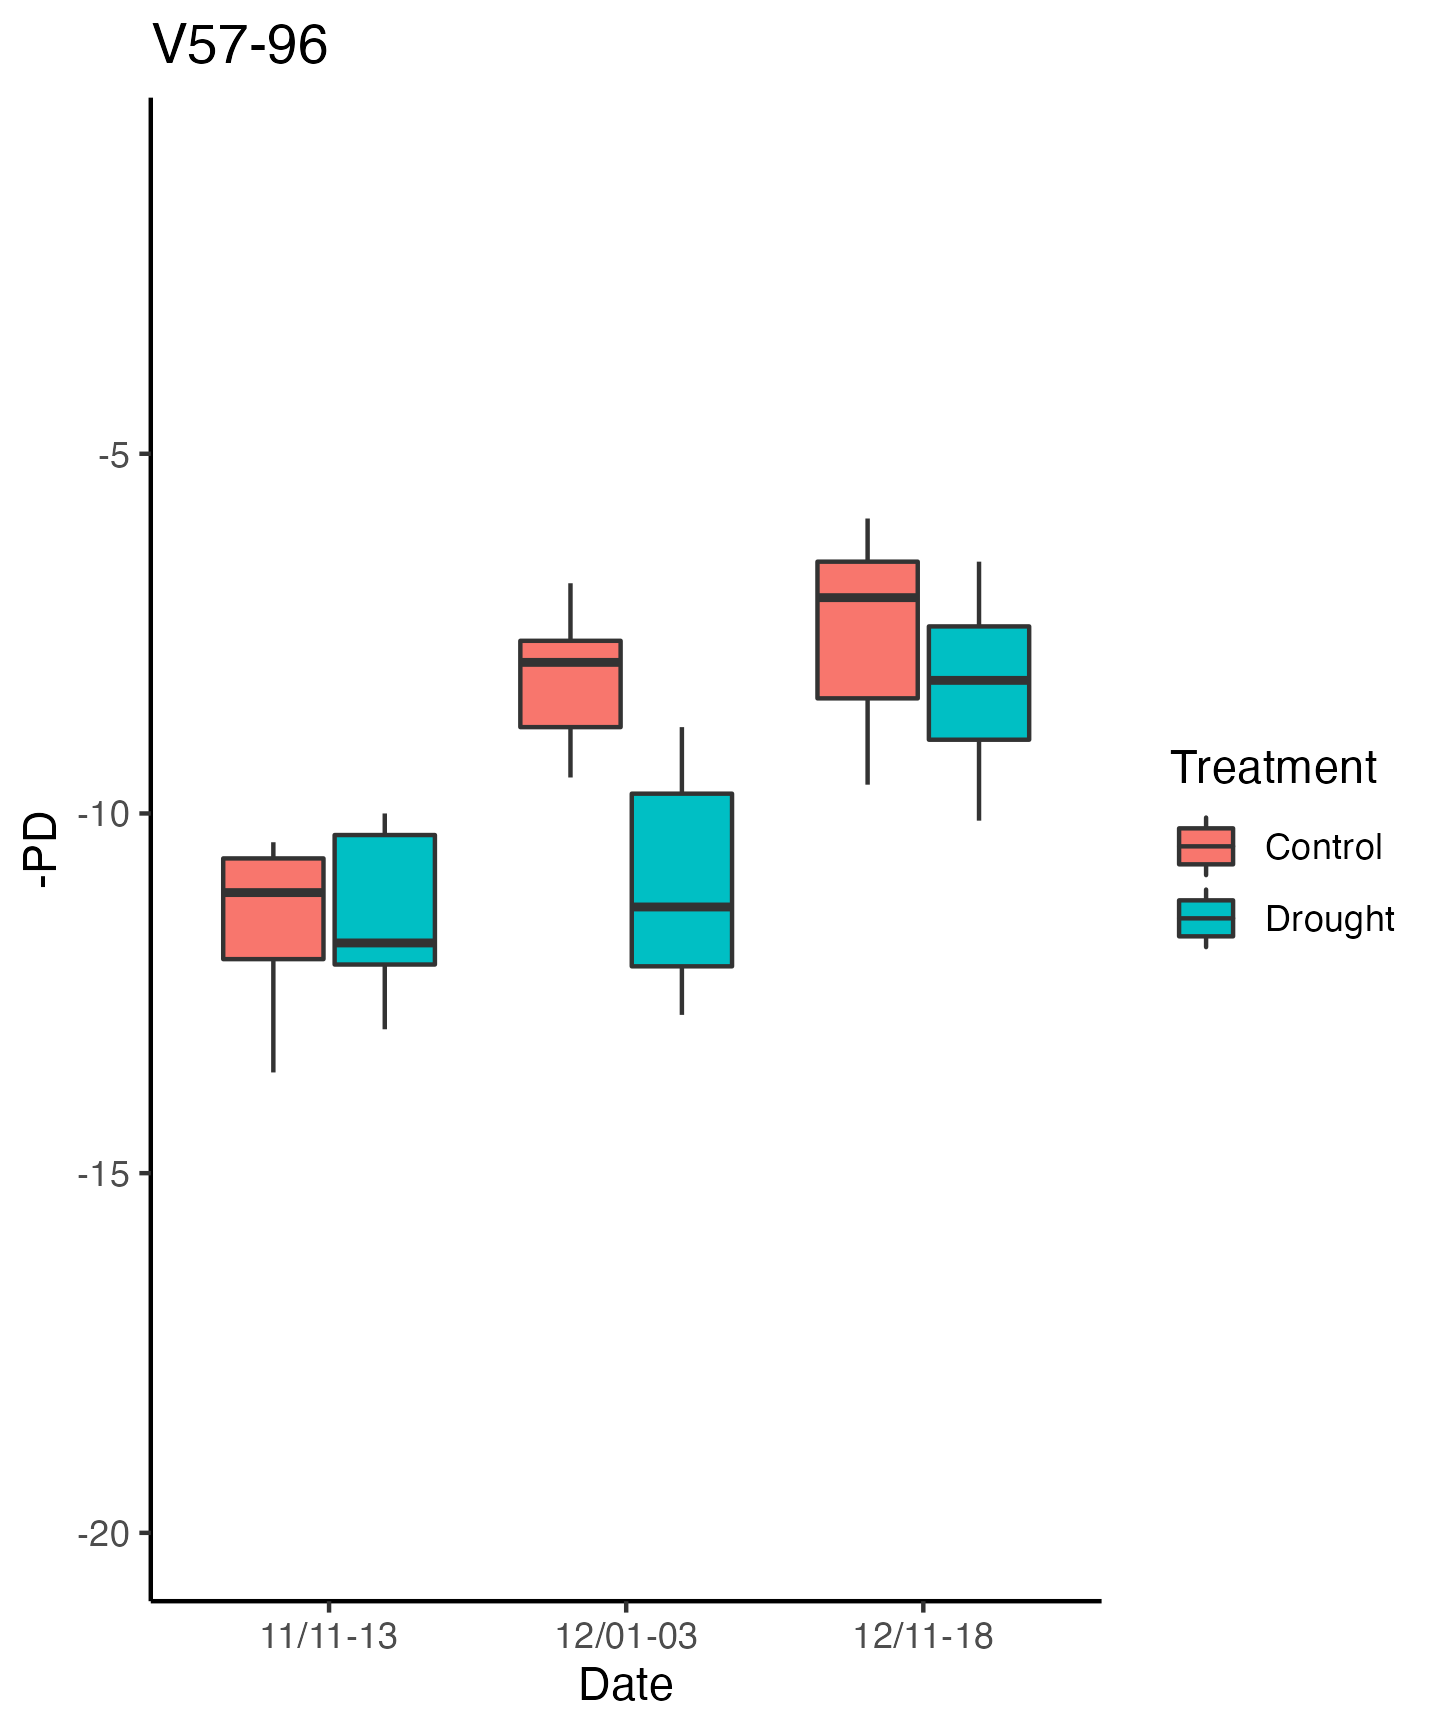 V57-96
-5
-10
-15
-20
-PD
11/11-13
12/01-03
12/11-18
Date
Treatment
Control
Drought